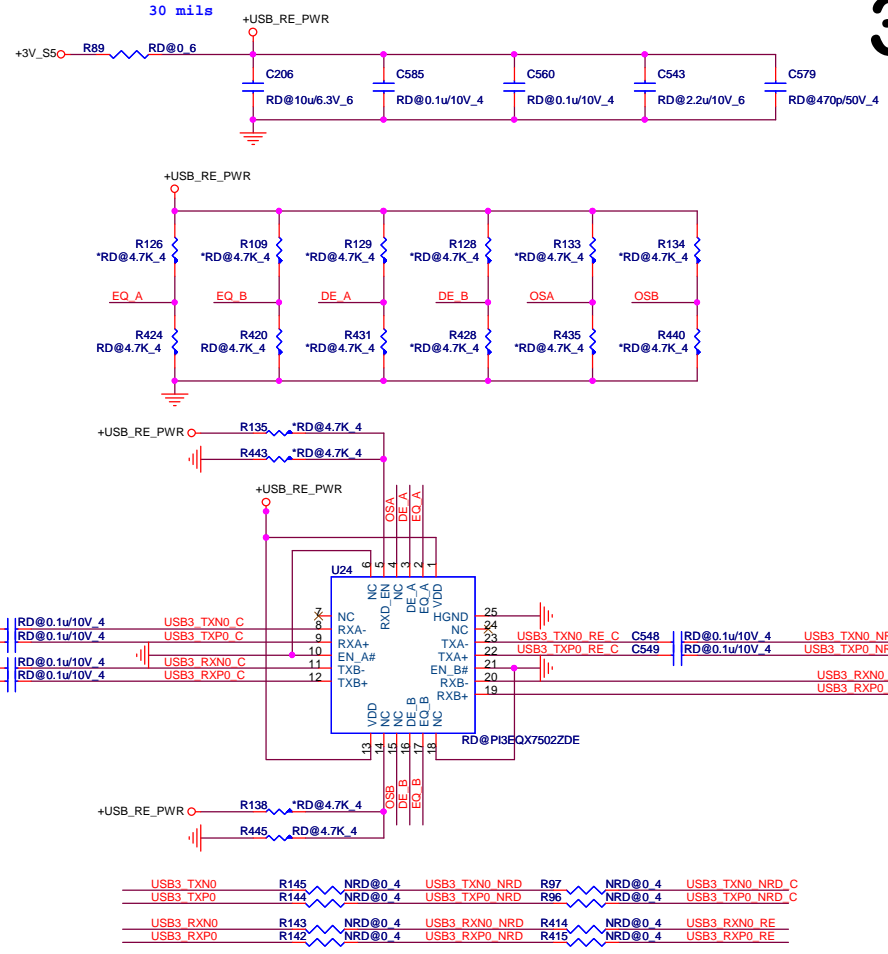 30 mils
3
+USB_RE_PWR
+3V_S5
R89
RD@0_6
C206
C585
C560
C543
C579
RD@10u/6.3V_6
RD@0.1u/10V_4
RD@0.1u/10V_4
RD@2.2u/10V_6
RD@470p/50V_4
+USB_RE_PWR
R126
R109
R129
R128
R133
R134
*RD@4.7K_4
*RD@4.7K_4
*RD@4.7K_4
*RD@4.7K_4
*RD@4.7K_4
*RD@4.7K_4
EQ_A
EQ_B
DE_A
DE_B
OSA
OSB
R424
R420
R431
R428
R435
R440
RD@4.7K_4
RD@4.7K_4
*RD@4.7K_4
*RD@4.7K_4
*RD@4.7K_4
*RD@4.7K_4
+USB_RE_PWR
R135
*RD@4.7K_4
R443
*RD@4.7K_4
+USB_RE_PWR
OSA
DE_A
EQ_A
6
5
4
3
2
1
U24
NC
RXD_EN
NC
DE_A
EQ_A
VDD
7
NC
8
RXA-
9
RXA+
10
EN_A#
11
TXB-
12
TXB+
HGND
25
NC
24
TXA-
23
TXA+
22
EN_B#
21
RXB-
20
RXB+
19
RD@0.1u/10V_4
USB3_TXN0_C
RD@0.1u/10V_4
USB3_TXP0_C
RD@0.1u/10V_4
USB3_RXN0_C
RD@0.1u/10V_4
USB3_RXP0_C
USB3_TXN0_RE_C
C548
RD@0.1u/10V_4
USB3_TXN0_NR
USB3_TXP0_RE_C
C549
RD@0.1u/10V_4
USB3_TXP0_NR
USB3_RXN0_
USB3_RXP0_
VDD
NC
NC
DE_B
EQ_B
NC
13
14
15
16
17
18
RD@PI3EQX7502ZDE
OSB
DE_B
EQ_B
+USB_RE_PWR
R138
*RD@4.7K_4
R445
RD@4.7K_4
USB3_TXN0
R145
NRD@0_4
USB3_TXN0_NRD
R97
NRD@0_4
USB3_TXN0_NRD_C
USB3_TXP0
R144
NRD@0_4
USB3_TXP0_NRD
R96
NRD@0_4
USB3_TXP0_NRD_C
USB3_RXN0
R143
NRD@0_4
USB3_RXN0_NRD
R414
NRD@0_4
USB3_RXN0_RE
USB3_RXP0
R142
NRD@0_4
USB3_RXP0_NRD
R415
NRD@0_4
USB3_RXP0_RE